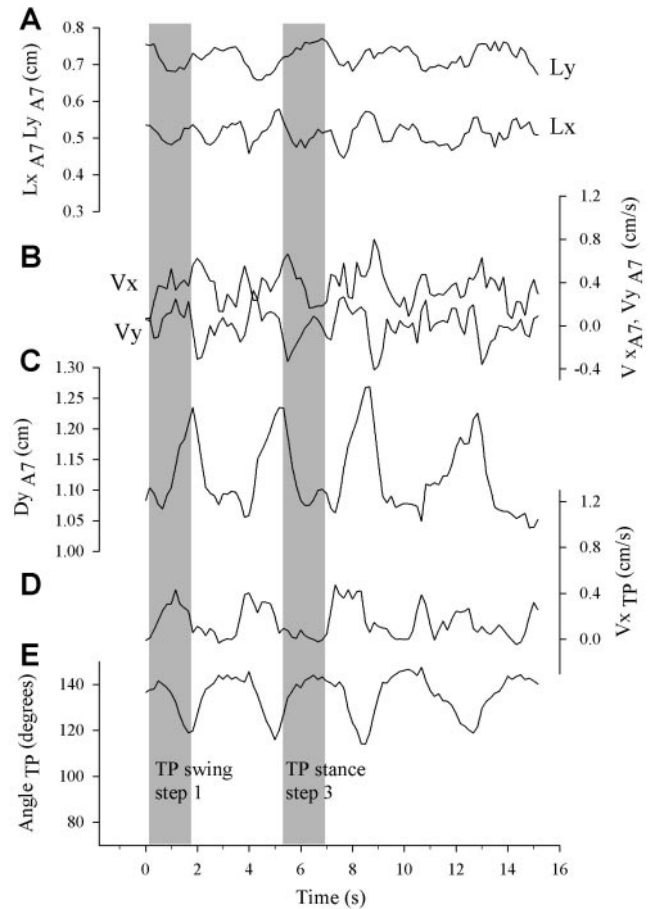 A
0.8
0.7
0.6
0.5
0.4
0.3
Lx A7 Ly A7 (cm)
Ly
Lx
B
Vx
Vy
1.2
0.8
0.4
0.0
-0.4
V xA7, Vy A7 (cm/s)
C
1.30
1.25
1.20
1.15
1.10
1.05
1.00
Dy A7 (cm)
D
1.2
0.4
0.0
Vx TP (cm/s)
E
140
120
100
80
Angle TP (degrees)
TP swing
step 1
TP stance
step 3
0 2 4 6 8 10 12 14 16
Time (s)